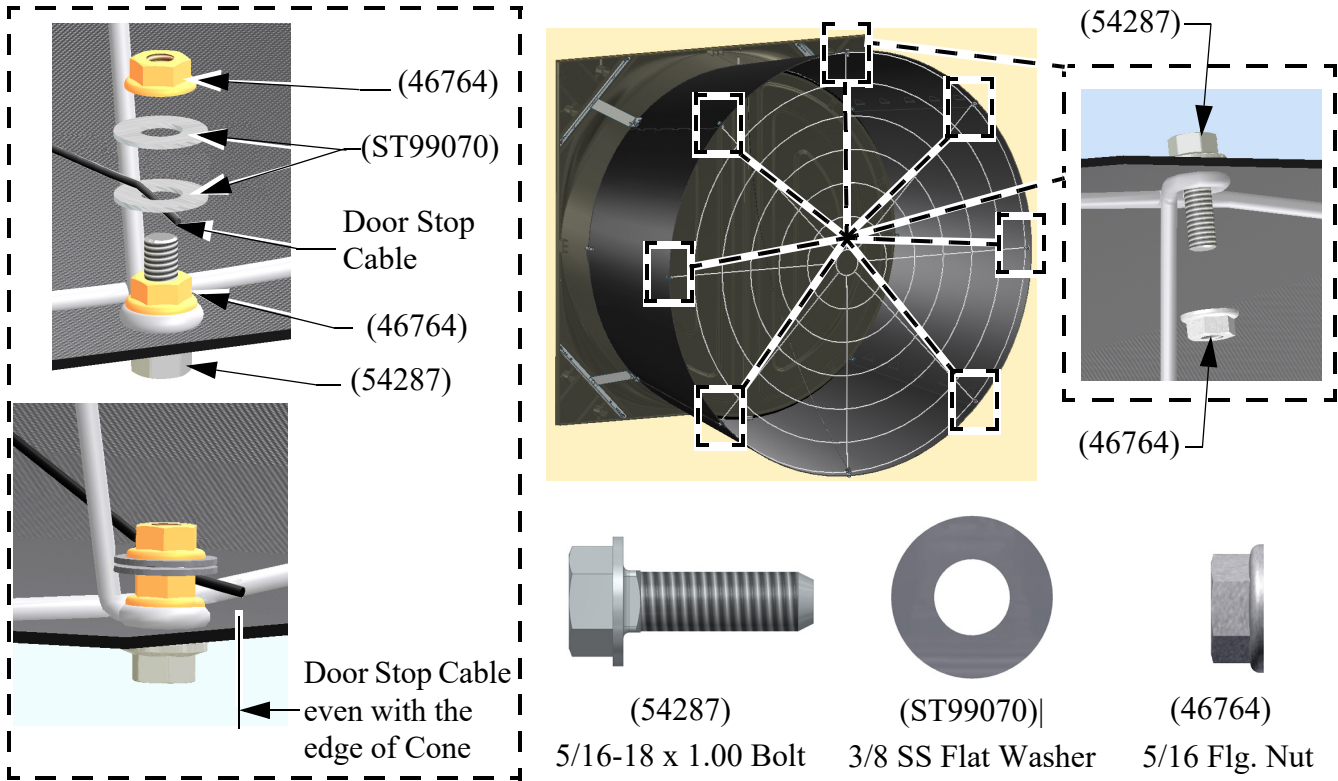 (46764)
(ST99070)
Door Stop
Cable
(46764)
(54287)
Door Stop Cable
even with the
edge of Cone
(54287)
(46764)
(54287)
5/16-18 x 1.00 Bolt
(ST99070)|
3/8 SS Flat Washer
(46764)
5/16 Flg. Nut